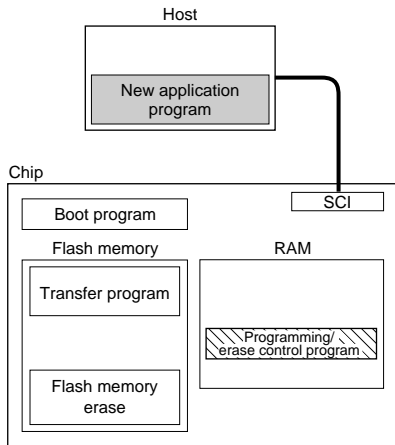 Host
New application
program
Chip
SCI
Boot program
Flash memory
RAM
Transfer program
Programming/
erase control program
Flash memory
erase